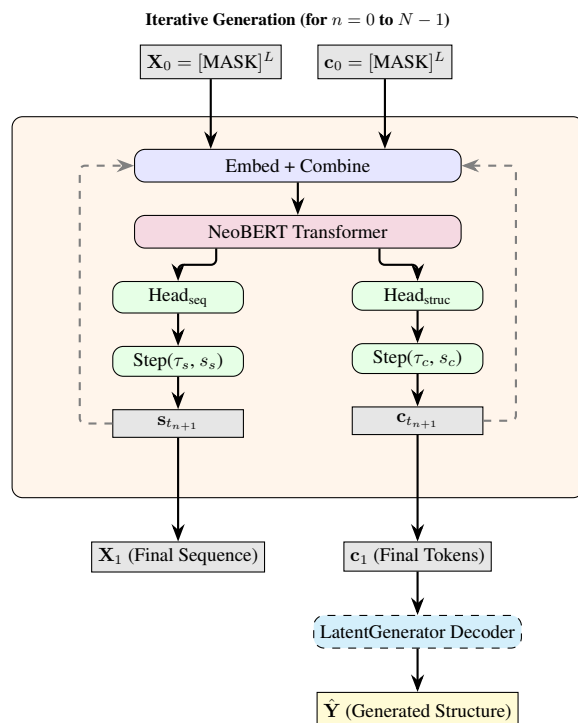 Iterative Generation (for n = 0 to N − 1)
X₀ = [MASK]ᴸ
c₀ = [MASK]ᴸ
Embed + Combine
NeoBERT Transformer
Head_seq
Head_struc
Step(τ_s, s_s)
Step(τ_c, s_c)
s_{t_{n+1}}
c_{t_{n+1}}
X₁ (Final Sequence)
c₁ (Final Tokens)
LatentGenerator Decoder
Ŷ (Generated Structure)